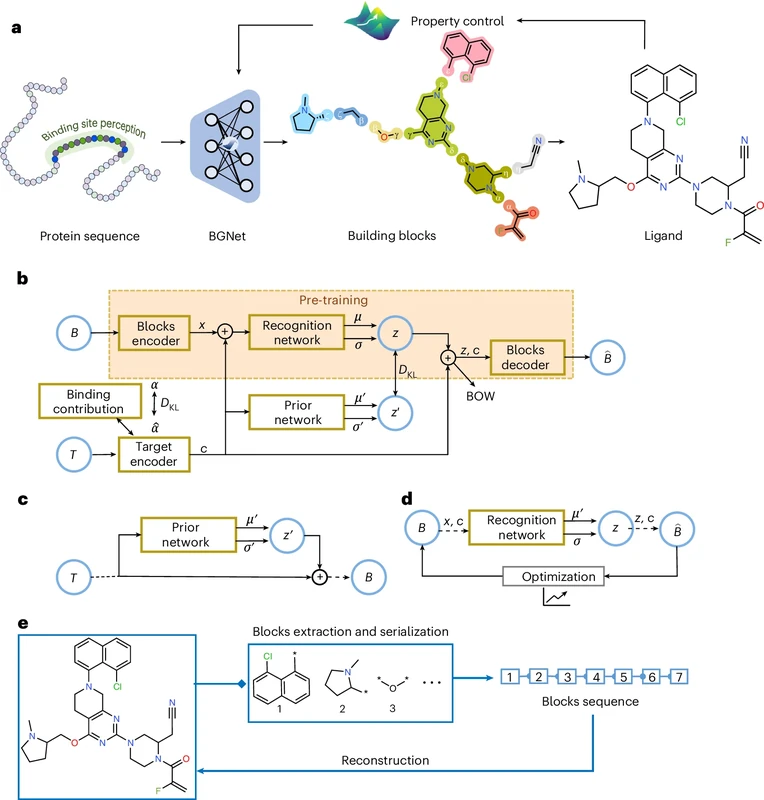 a
Property control
Binding site perception
Cl
N
N
O
N
N
N
N
N
O
F
α
α
γ
γ
η
N
Cl
N
N
N
N
N
O
N
N
O
F
Protein sequence
BGNet
Building blocks
Ligand
b
Pre-training
B
Blocks
encoder
x
+
Recognition
network
μ
σ
z
+
z, c
Blocks
decoder
B̂
BOW
D_KL
Binding
contribution
α
D_KL
α̂
Prior
network
μ′
σ′
z′
T
Target
encoder
c
c
Prior
network
μ′
σ′
z′
T
+
B
d
B
x, c
Recognition
network
μ′
σ
z
z, c
B̂
Optimization
e
Blocks extraction and serialization
Cl
N
N
N
N
N
O
N
N
O
F
Cl
*
1
N
*
2
*
O
*
3
···
1 2 3 4 5 6 7
Blocks sequence
Reconstruction